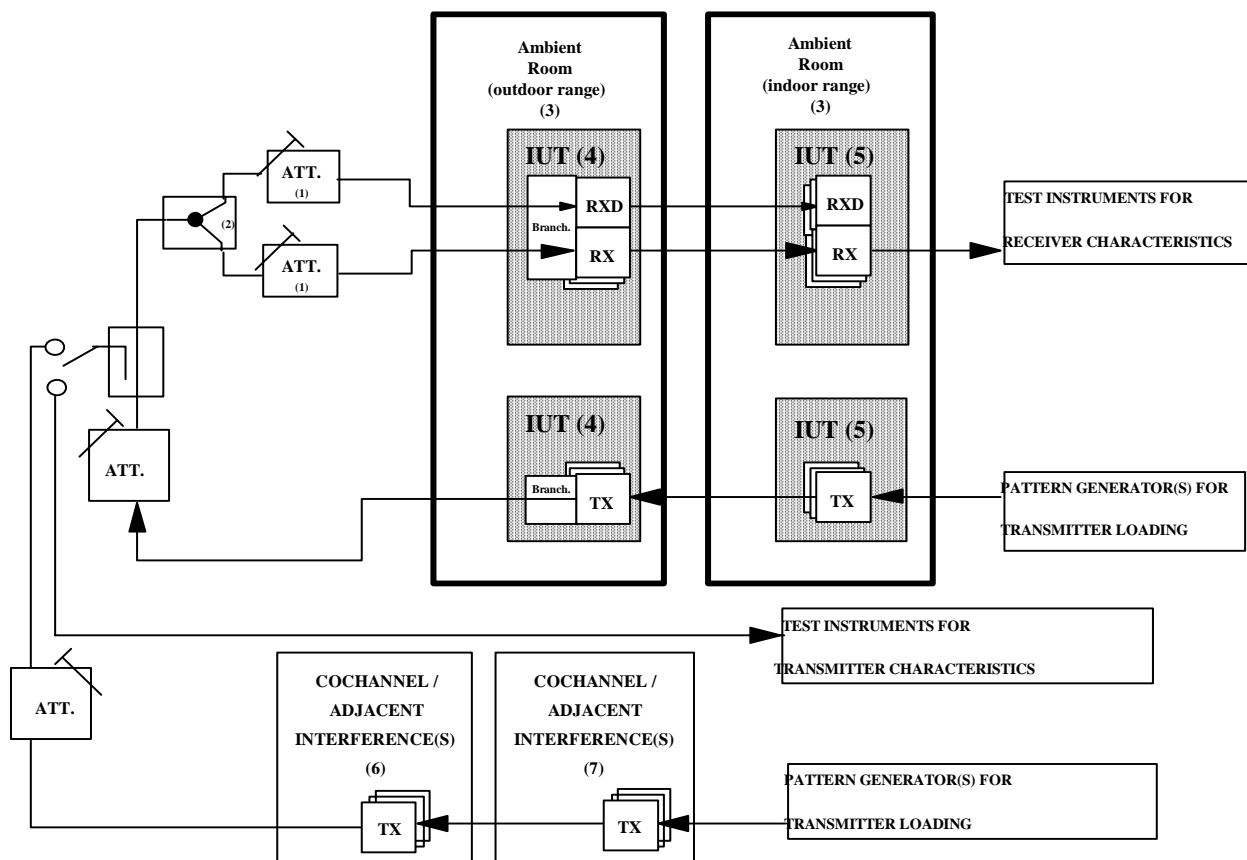 Ambient
Room
(outdoor range)
(3)
Ambient
Room
(indoor range)
(3)
IUT (4)
IUT (5)
ATT.
(1)
RXD
RXD
TEST INSTRUMENTS FOR
RECEIVER CHARACTERISTICS
(2)
Branch.
RX
RX
ATT.
(1)
IUT (4)
IUT (5)
ATT.
Branch.
TX
TX
PATTERN GENERATOR(S) FOR
TRANSMITTER LOADING
TEST INSTRUMENTS FOR
TRANSMITTER CHARACTERISTICS
ATT.
COCHANNEL /
ADJACENT
INTERFERENCE(S)
(6)
TX
COCHANNEL /
ADJACENT
INTERFERENCE(S)
(7)
TX
PATTERN GENERATOR(S) FOR
TRANSMITTER LOADING